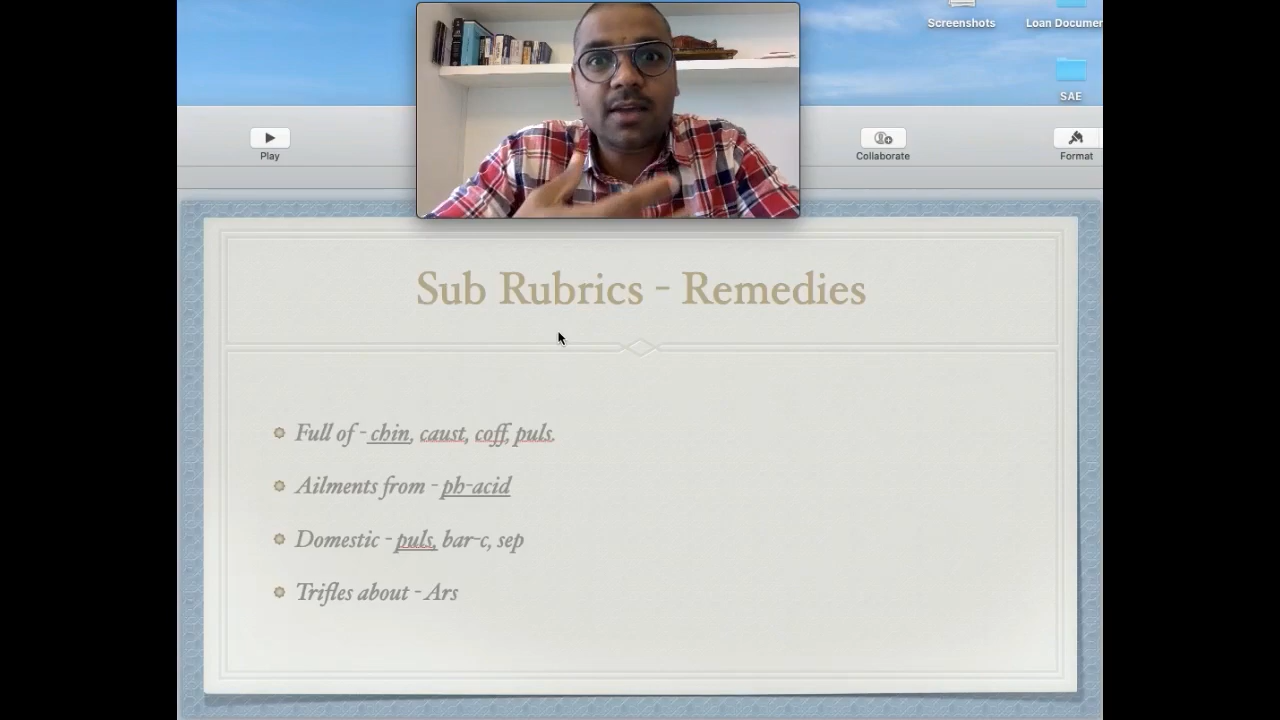 Screenshots
Loan Documen
SAE
Play
Collaborate
Format
Sub Rubrics - Remedies
Full of - chin, caust, coff, puls.
Ailments from - ph-acid
Domestic - puls, bar-c, sep
Trifles about - Ars